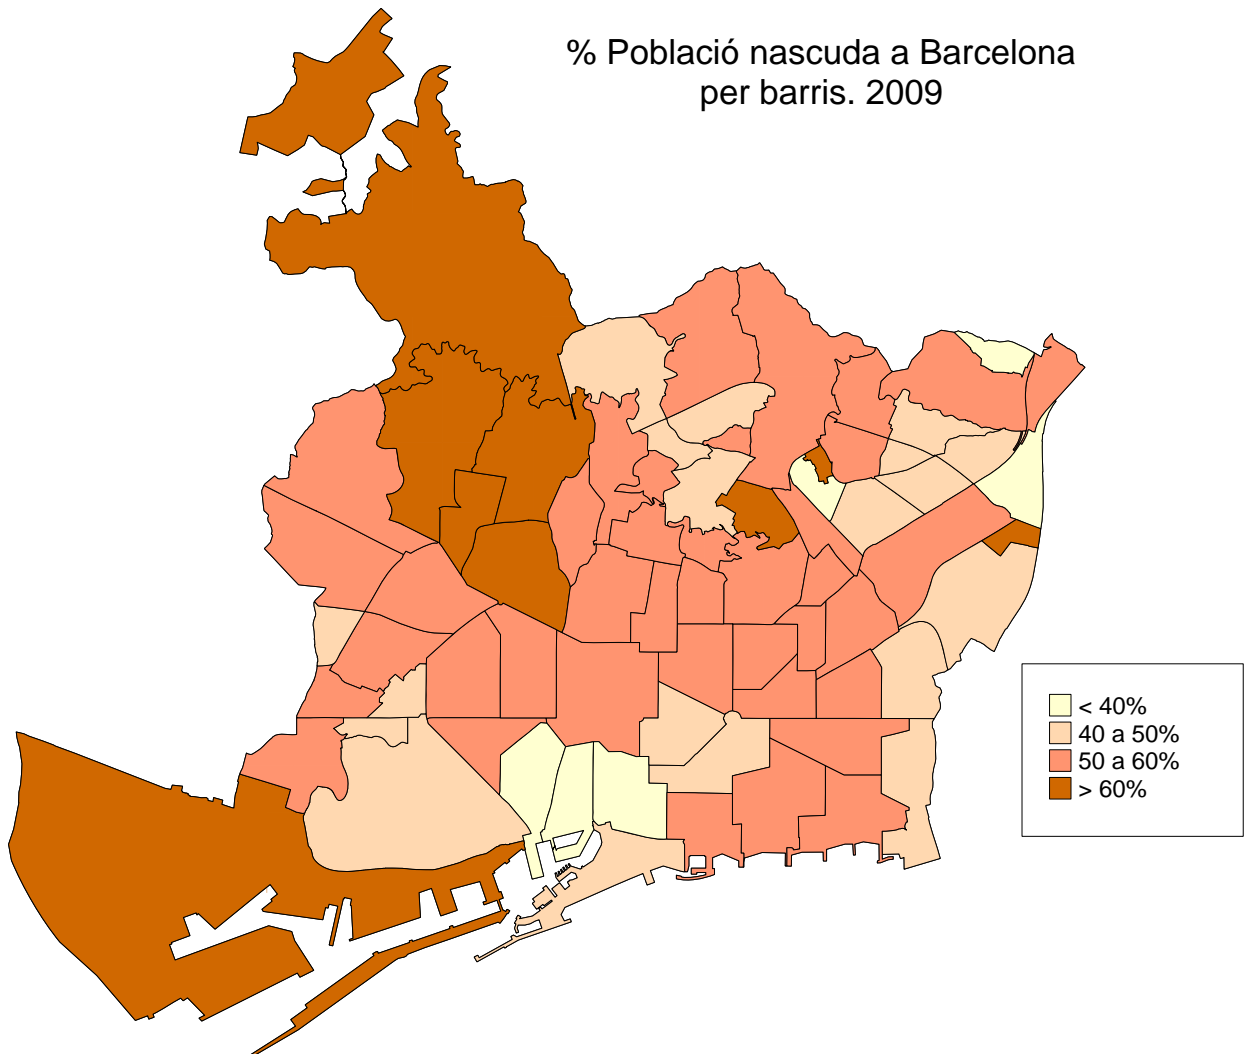 % Població nascuda a Barcelona
per barris. 2009
< 40%
40 a 50%
50 a 60%
> 60%